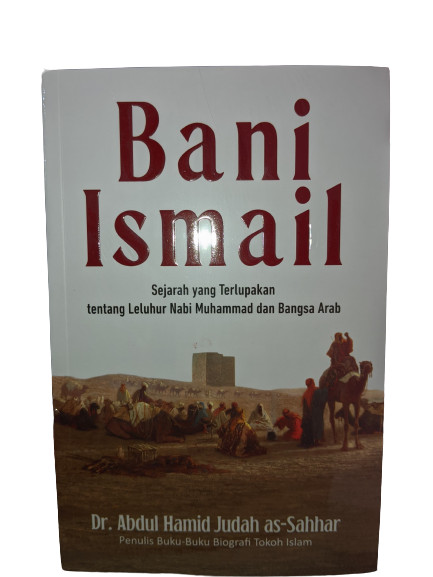 Bani
Ismail
Sejarah yang Terlupakan
tentang Leluhur Nabi Muhammad dan Bangsa Arab
Dr. Abdul Hamid Judah as-Sahhar
Penulis Buku-Buku Biografi Tokoh Islam